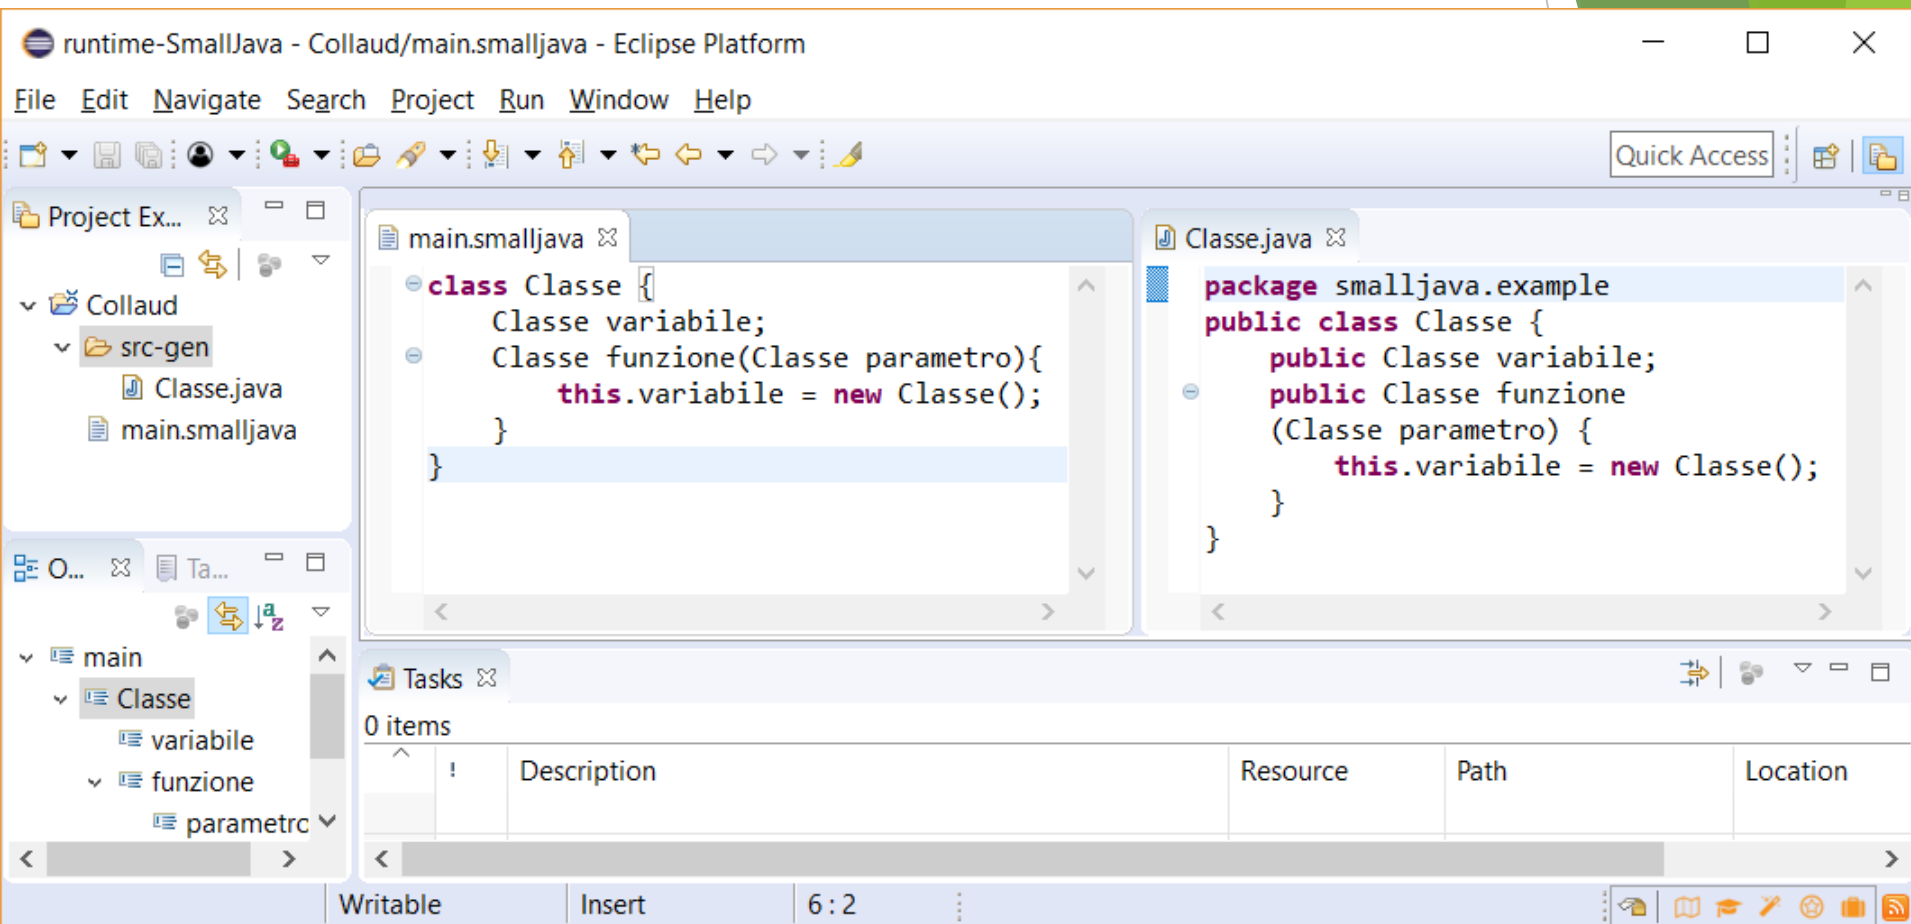 runtime-SmallJava - Collaud/main.smalljava - Eclipse Platform
File Edit Navigate Search Project Run Window Help
Quick Access
Project Ex...
Collaud
src-gen
Classe.java
main.smalljava
O... Ta...
main
Classe
variabile
funzione
parametro
main.smalljava
class Classe {
Classe variabile;
Classe funzione(Classe parametro){
this.variabile = new Classe();
}
}
Classe.java
package smalljava.example
public class Classe {
public Classe variabile;
public Classe funzione
(Classe parametro) {
this.variabile = new Classe();
}
}
Tasks
0 items
! Description Resource Path Location
Writable Insert 6 : 2